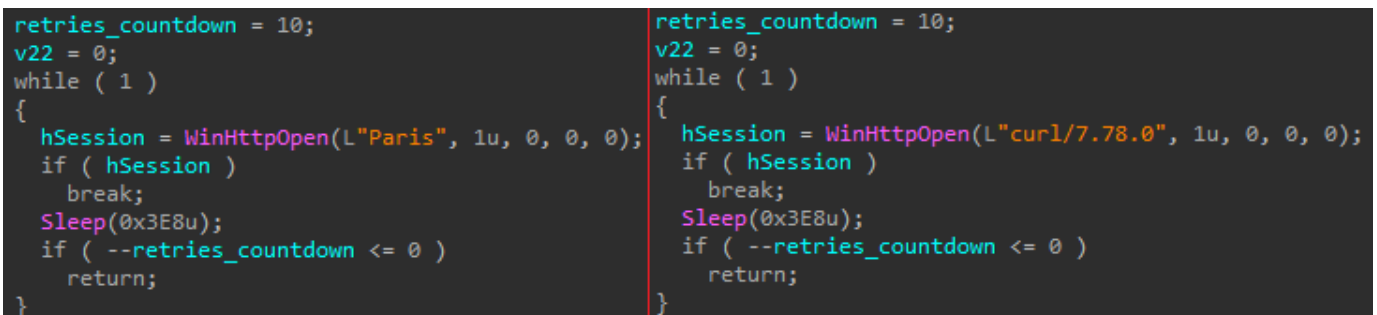 retries_countdown = 10;
v22 = 0;
while ( 1 )
{
  hSession = WinHttpOpen(L"Paris", 1u, 0, 0, 0);
  if ( hSession )
    break;
  Sleep(0x3E8u);
  if ( --retries_countdown <= 0 )
    return;
}
retries_countdown = 10;
v22 = 0;
while ( 1 )
{
  hSession = WinHttpOpen(L"curl/7.78.0", 1u, 0, 0, 0);
  if ( hSession )
    break;
  Sleep(0x3E8u);
  if ( --retries_countdown <= 0 )
    return;
}